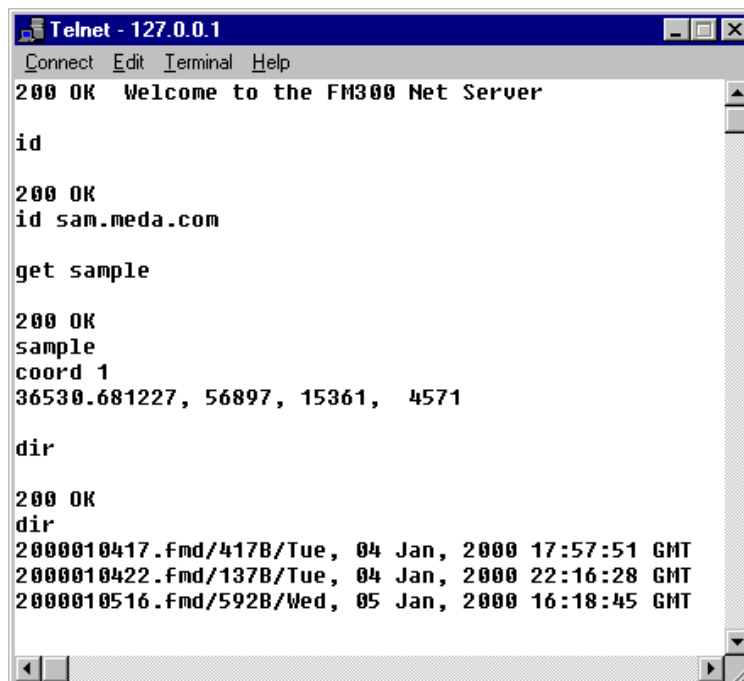 Telnet - 127.0.0.1
Connect Edit Terminal Help
200 OK  Welcome to the FM300 Net Server
id
200 OK
id sam.meda.com
get sample
200 OK
sample
coord 1
36530.681227, 56897, 15361,  4571
dir
200 OK
dir
2000010417.fmd/417B/Tue, 04 Jan, 2000 17:57:51 GMT
2000010422.fmd/137B/Tue, 04 Jan, 2000 22:16:28 GMT
2000010516.fmd/592B/Wed, 05 Jan, 2000 16:18:45 GMT